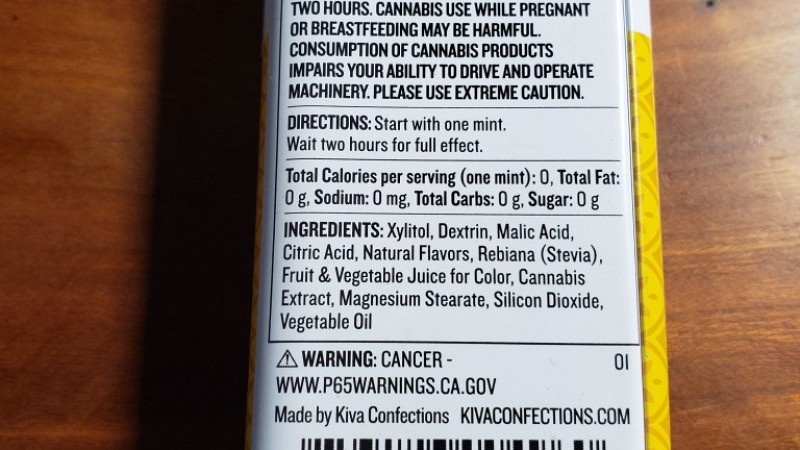 TWO HOURS. CANNABIS USE WHILE PREGNANT
OR BREASTFEEDING MAY BE HARMFUL.
CONSUMPTION OF CANNABIS PRODUCTS
IMPAIRS YOUR ABILITY TO DRIVE AND OPERATE
MACHINERY. PLEASE USE EXTREME CAUTION.
DIRECTIONS: Start with one mint.
Wait two hours for full effect.
Total Calories per serving (one mint): 0, Total Fat:
0 g, Sodium: 0 mg, Total Carbs: 0 g, Sugar: 0 g
INGREDIENTS: Xylitol, Dextrin, Malic Acid,
Citric Acid, Natural Flavors, Rebiana (Stevia),
Fruit & Vegetable Juice for Color, Cannabis
Extract, Magnesium Stearate, Silicon Dioxide,
Vegetable Oil
⚠ WARNING: CANCER - 01
WWW.P65WARNINGS.CA.GOV
Made by Kiva Confections KIVACONFECTIONS.COM